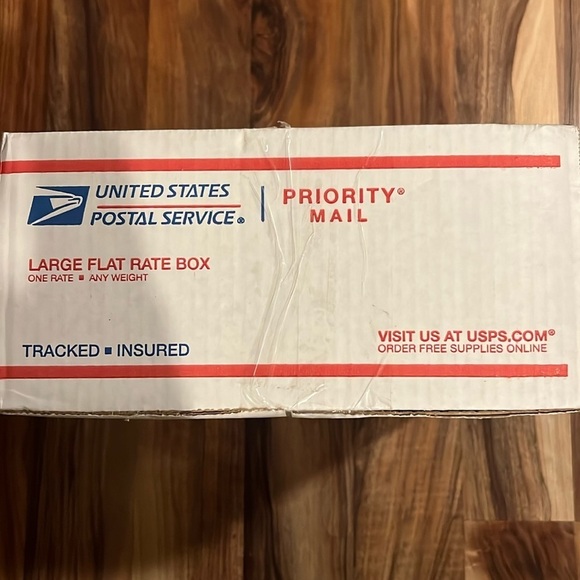 UNITED STATES
POSTAL SERVICE®
PRIORITY®
MAIL
LARGE FLAT RATE BOX
ONE RATE ■ ANY WEIGHT
TRACKED ■ INSURED
VISIT US AT USPS.COM®
ORDER FREE SUPPLIES ONLINE